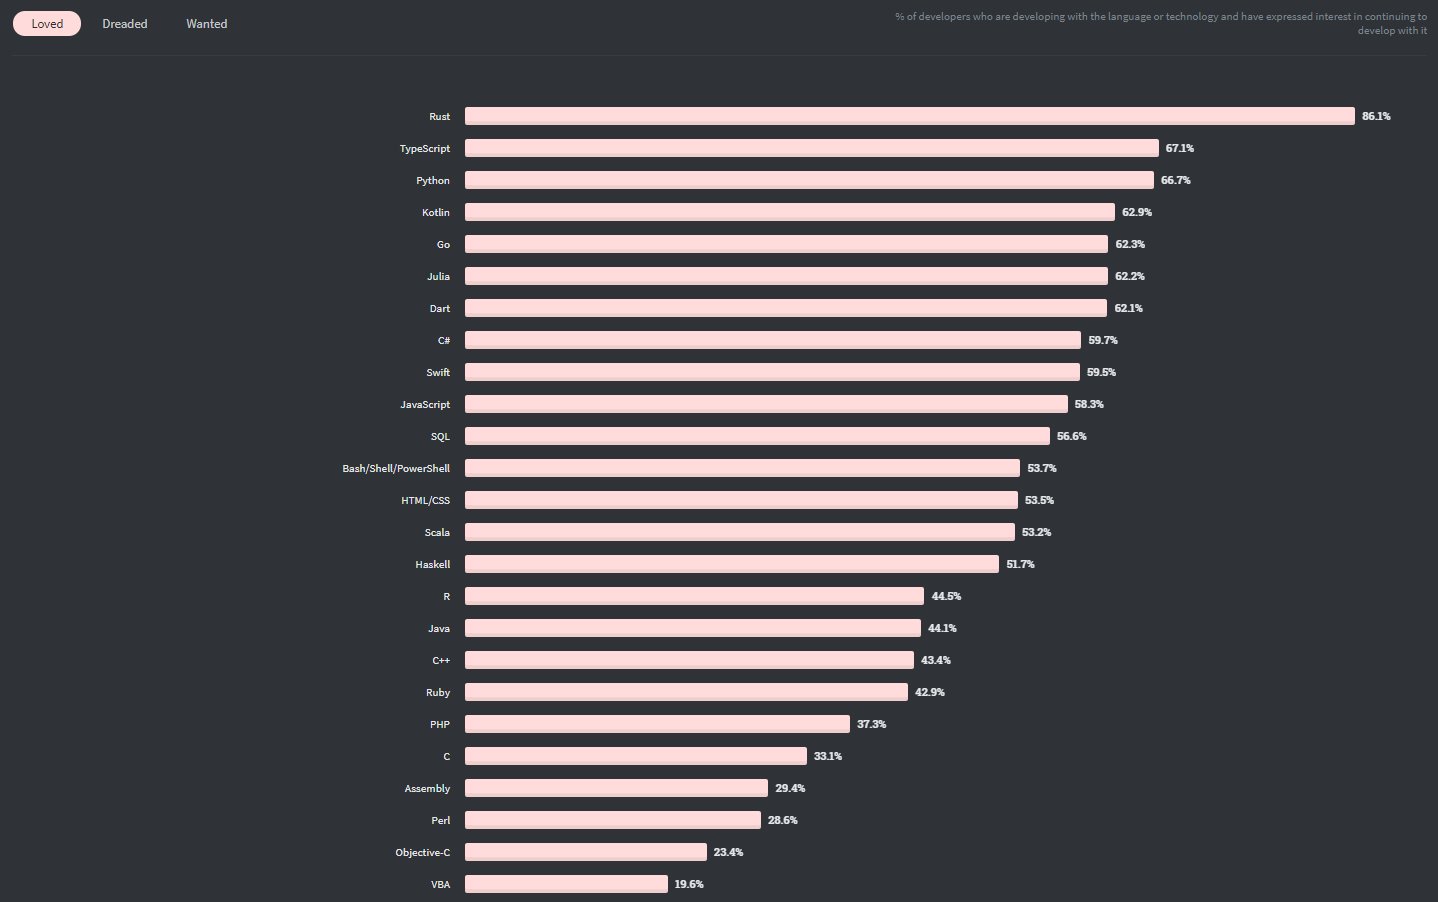 Loved Dreaded Wanted
% of developers who are developing with the language or technology and have expressed interest in continuing to
develop with it
Rust 86.1%
TypeScript 67.1%
Python 66.7%
Kotlin 62.9%
Go 62.3%
Julia 62.2%
Dart 62.1%
C# 59.7%
Swift 59.5%
JavaScript 58.3%
SQL 56.6%
Bash/Shell/PowerShell 53.7%
HTML/CSS 53.5%
Scala 53.2%
Haskell 51.7%
R 44.5%
Java 44.1%
C++ 43.4%
Ruby 42.9%
PHP 37.3%
C 33.1%
Assembly 29.4%
Perl 28.6%
Objective-C 23.4%
VBA 19.6%